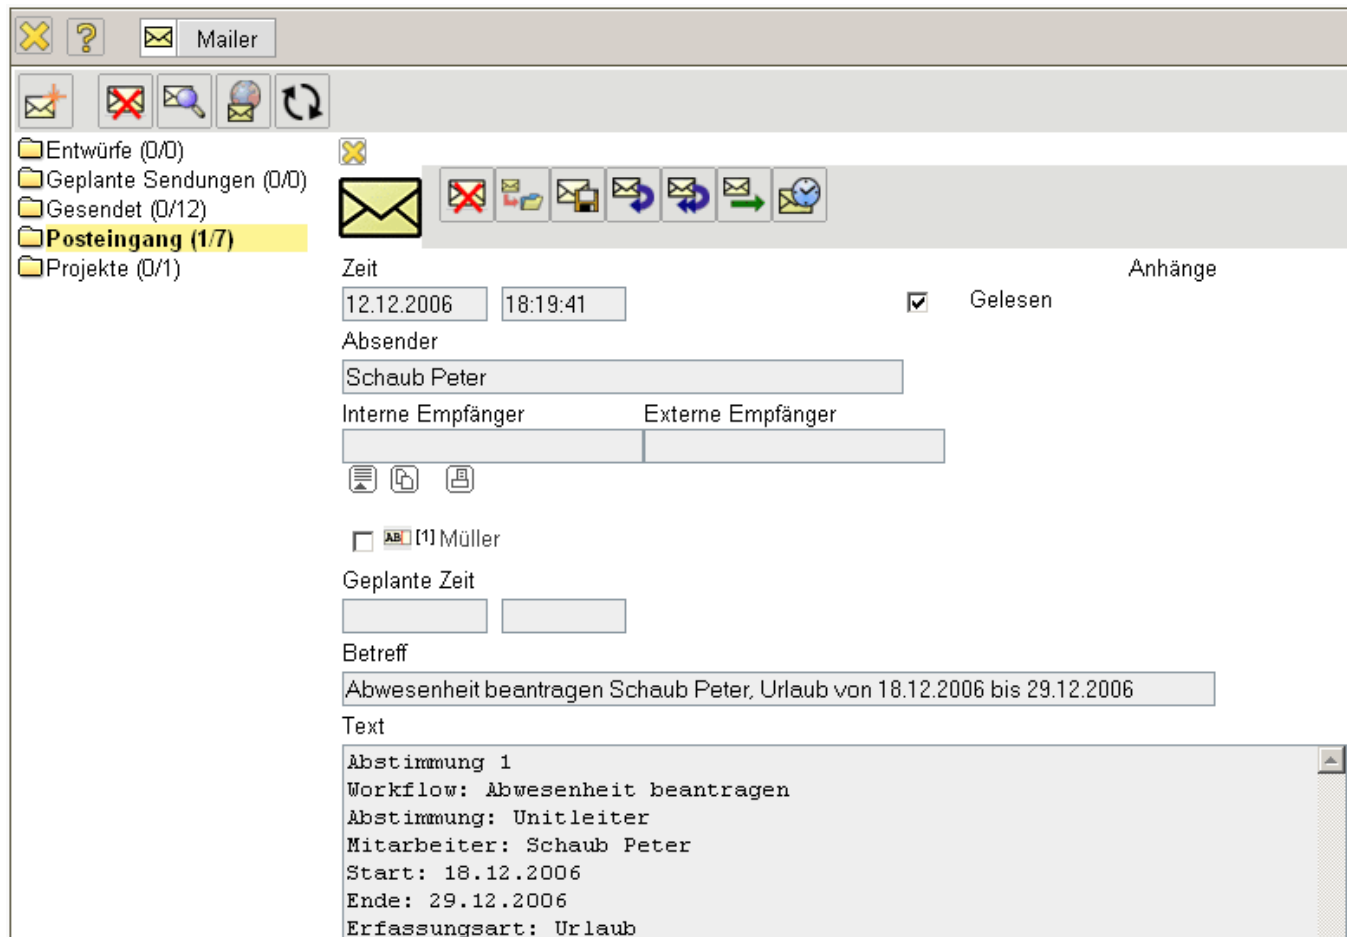 Mailer
Entwürfe (0/0)
Geplante Sendungen (0/0)
Gesendet (0/12)
Posteingang (1/7)
Projekte (0/1)
Zeit
Anhänge
12.12.2006 18:19:41
Gelesen
Absender
Schaub Peter
Interne Empfänger Externe Empfänger
AB [1] Müller
Geplante Zeit
Betreff
Abwesenheit beantragen Schaub Peter, Urlaub von 18.12.2006 bis 29.12.2006
Text
Abstimmung 1
Workflow: Abwesenheit beantragen
Abstimmung: Unitleiter
Mitarbeiter: Schaub Peter
Start: 18.12.2006
Ende: 29.12.2006
Erfassungsart: Urlaub